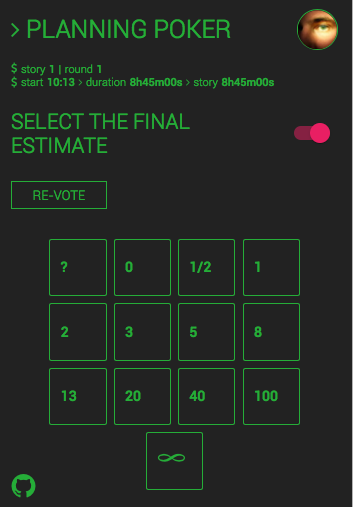 > PLANNING POKER
$ story 1 | round 1
$ start 10:13 > duration 8h45m00s > story 8h45m00s
SELECT THE FINAL
ESTIMATE
RE-VOTE
? 0 1/2 1
2 3 5 8
13 20 40 100
∞